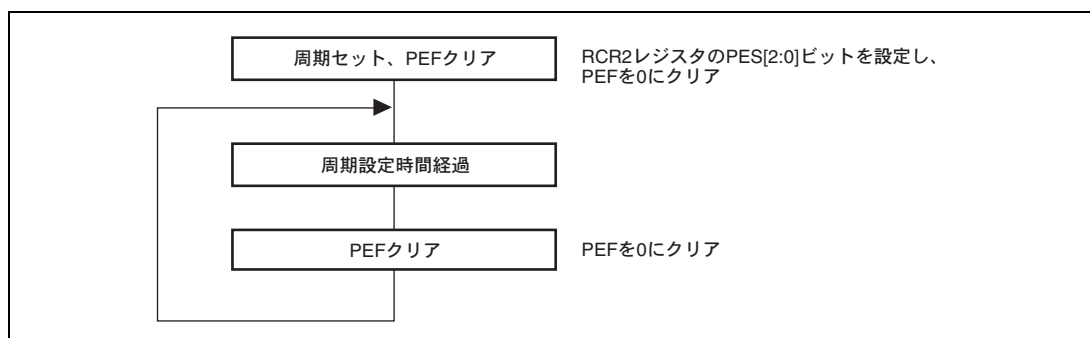 周期セット、PEFクリア
RCR2レジスタのPES[2:0]ビットを設定し、
PEFを0にクリア
周期設定時間経過
PEFクリア
PEFを0にクリア